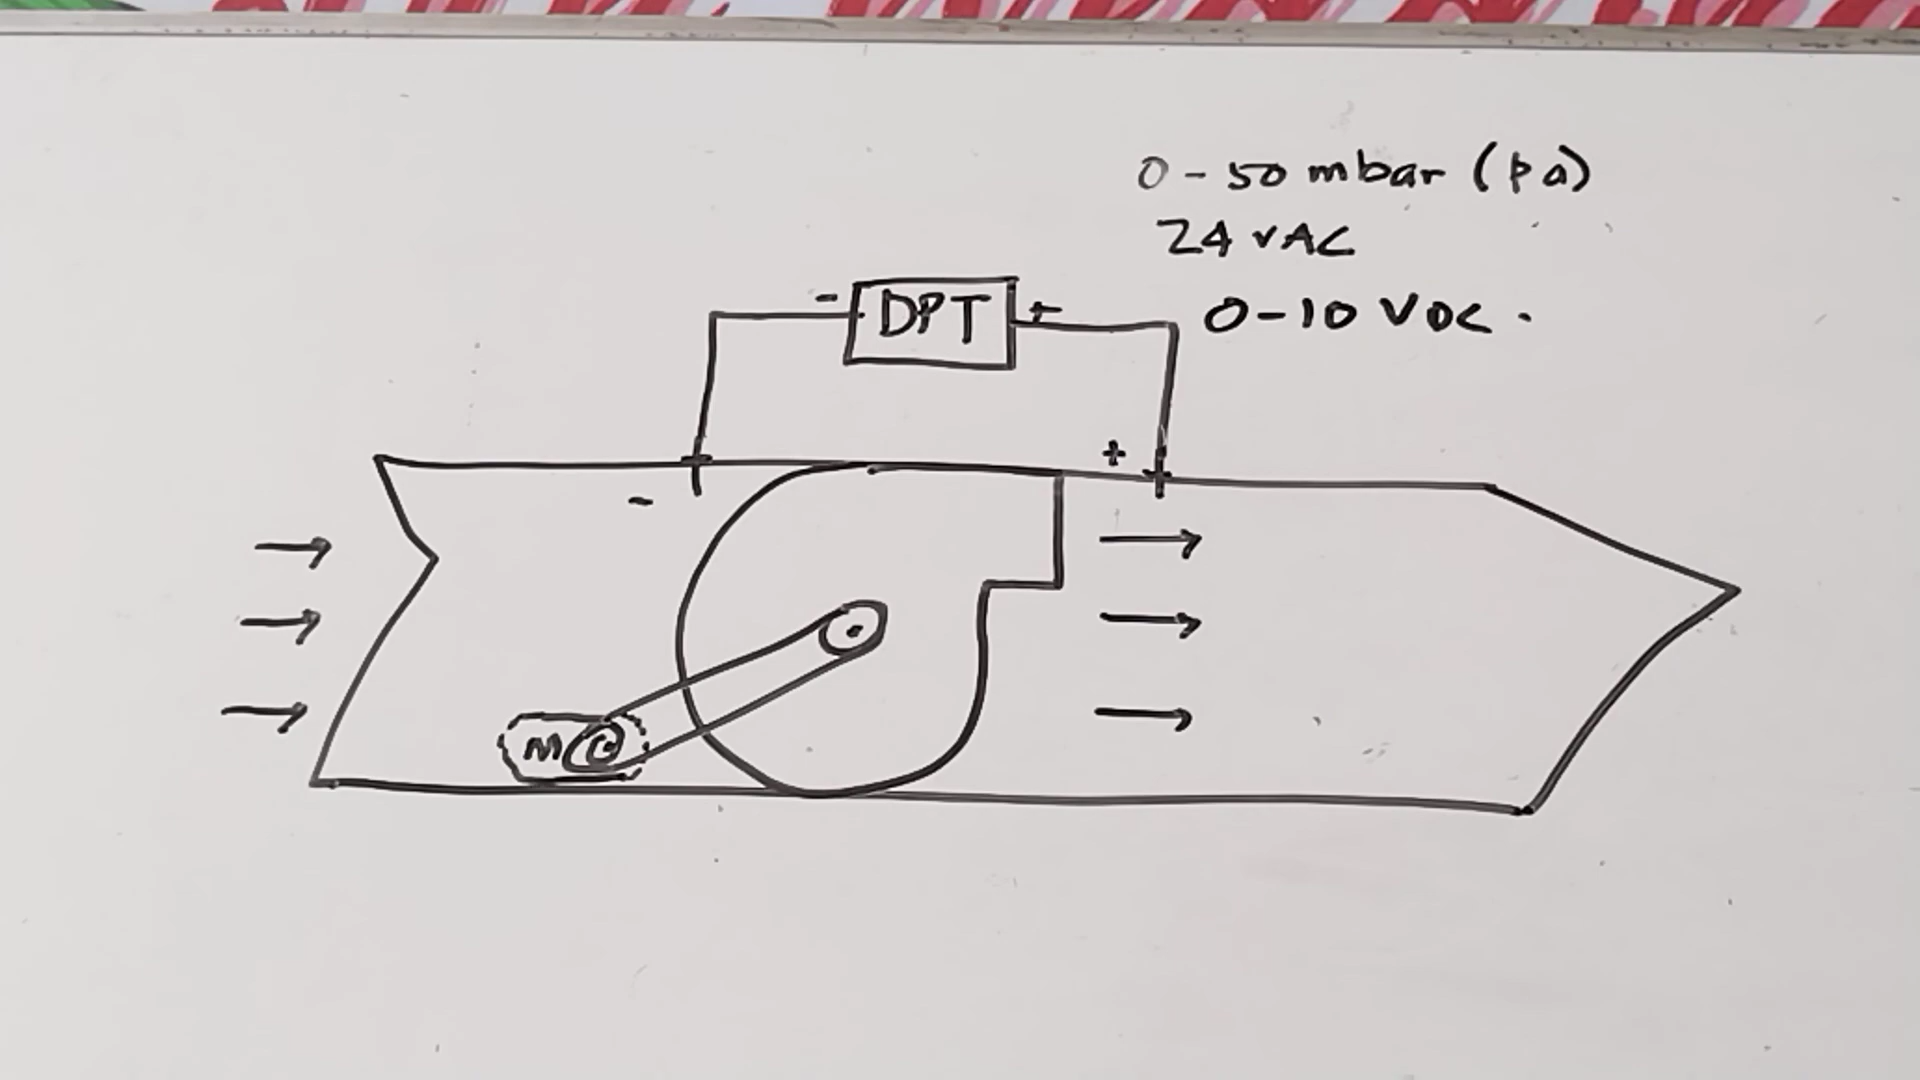 0-50 mbar (pa)
24 VAC
- DPT +
0-10 VDC.
- +
M